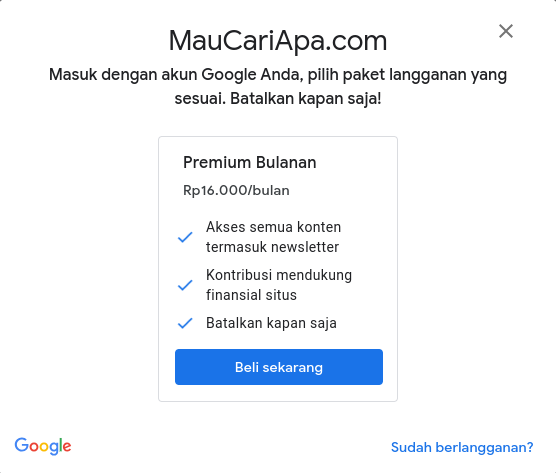 MauCariApa.com
Masuk dengan akun Google Anda, pilih paket langganan yang
sesuai. Batalkan kapan saja!
Premium Bulanan
Rp16.000/bulan
Akses semua konten
termasuk newsletter
Kontribusi mendukung
finansial situs
Batalkan kapan saja
Beli sekarang
Google
Sudah berlangganan?